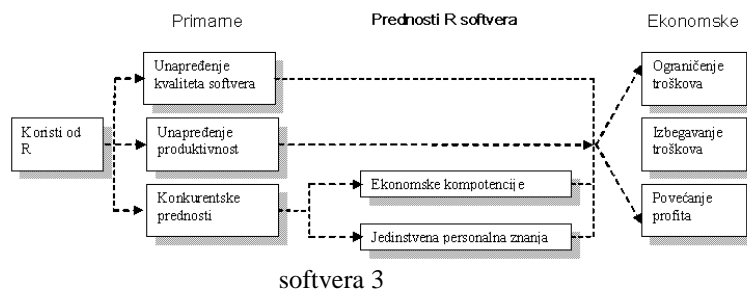 Primarne
Prednosti R softvera
Ekonomske
Unapređenje
kvaliteta softvera
Ograničenje
troškova
Koristi od
R
Unapređenje
produktivnost
Izbegavanje
troškova
Konkurentske
prednosti
Ekonomske kompotencije
Jedinstvena personalna znanja
Povećanje
profita
softvera 3